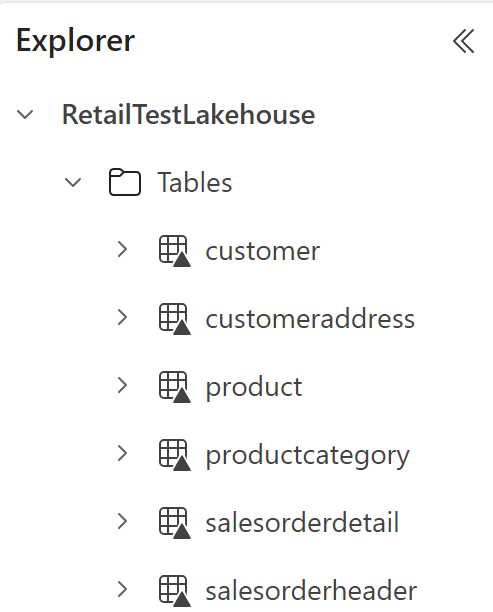 Explorer
RetailTestLakehouse
Tables
customer
customeraddress
product
productcategory
salesorderdetail
salesorderheader